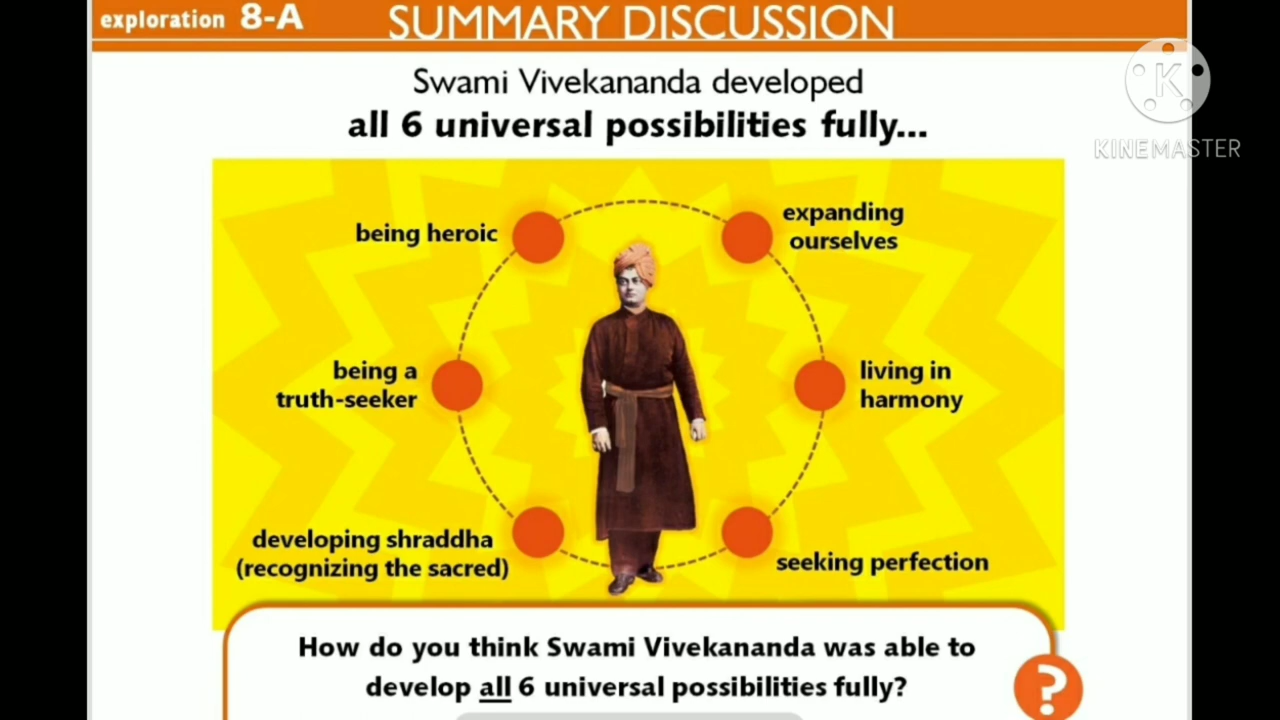 exploration 8-A
SUMMARY DISCUSSION
K
KINEMASTER
Swami Vivekananda developed
all 6 universal possibilities fully...
being heroic
expanding
ourselves
being a
truth-seeker
living in
harmony
developing shraddha
(recognizing the sacred)
seeking perfection
How do you think Swami Vivekananda was able to
develop all 6 universal possibilities fully?
?